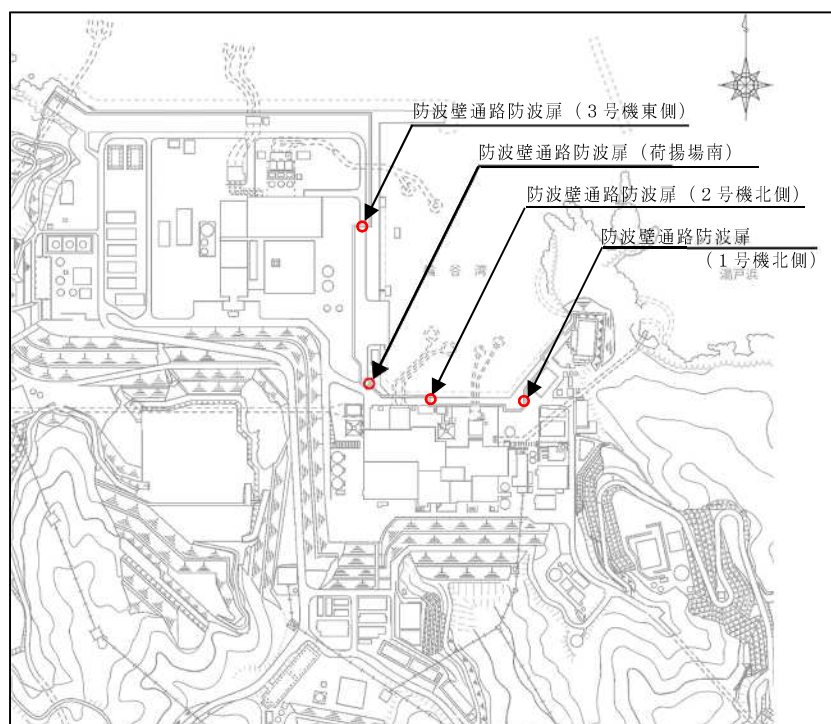 防波壁通路防波扉（３号機東側）
防波壁通路防波扉（荷揚場南）
防波壁通路防波扉（２号機北側）
防波壁通路防波扉
（１号機北側）
谷 湾